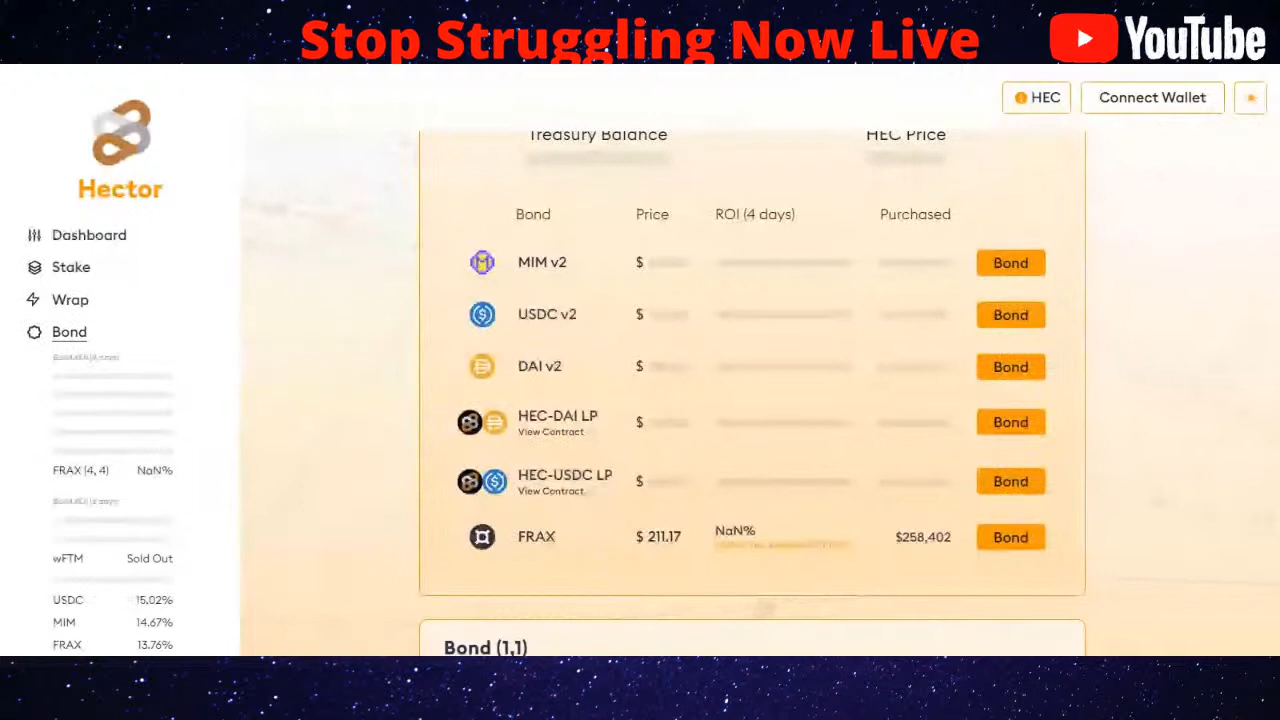 Stop Struggling Now Live
YouTube
HEC
Connect Wallet
Hector
Dashboard
Stake
Wrap
Bond
FRAX (4, 4) NaN%
wFTM Sold Out
USDC 15.02%
MIM 14.67%
FRAX 13.76%
Treasury Balance HEC Price
Bond Price ROI (4 days) Purchased
MIM v2 $ Bond
USDC v2 $ Bond
DAI v2 $ Bond
HEC-DAI LP $ Bond
View Contract
HEC-USDC LP $ Bond
View Contract
FRAX $ 211.17 NaN% $258,402 Bond
Bond (1,1)